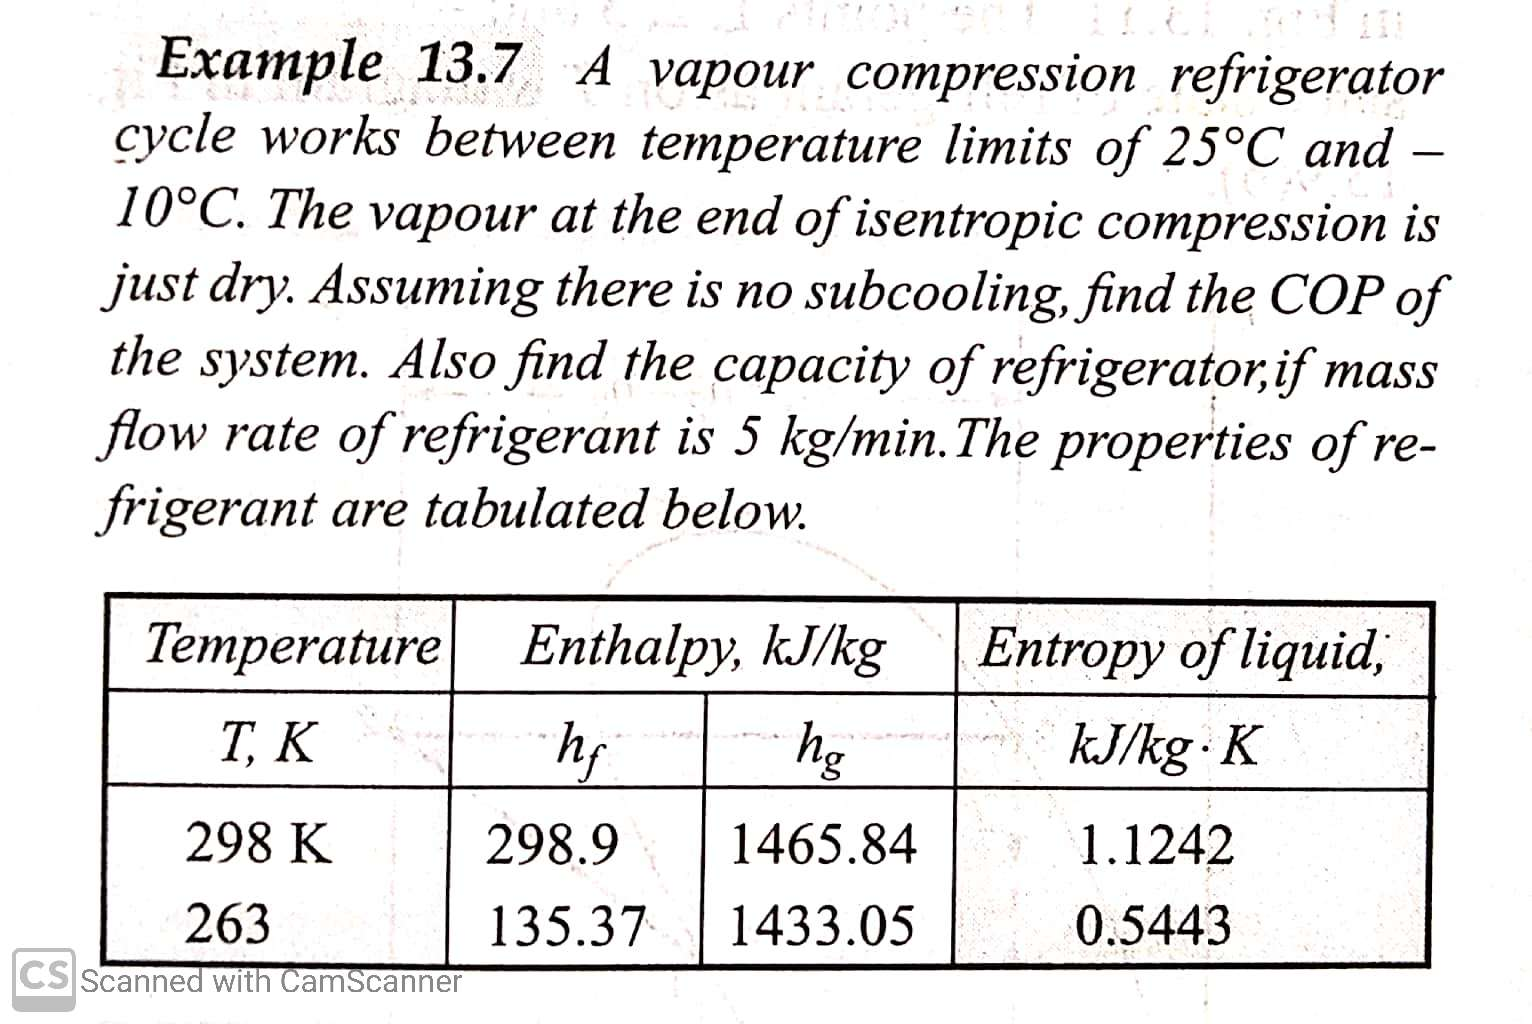 Example 13.7 A vapour compression refrigerator
cycle works between temperature limits of 25°C and –
10°C. The vapour at the end of isentropic compression is
just dry. Assuming there is no subcooling, find the COP of
the system. Also find the capacity of refrigerator,if mass
flow rate of refrigerant is 5 kg/min. The properties of re-
frigerant are tabulated below.
Temperature Enthalpy, kJ/kg Entropy of liquid,
T, K hf hg kJ/kg · K
298 K 298.9 1465.84 1.1242
263 135.37 1433.05 0.5443
CS Scanned with CamScanner